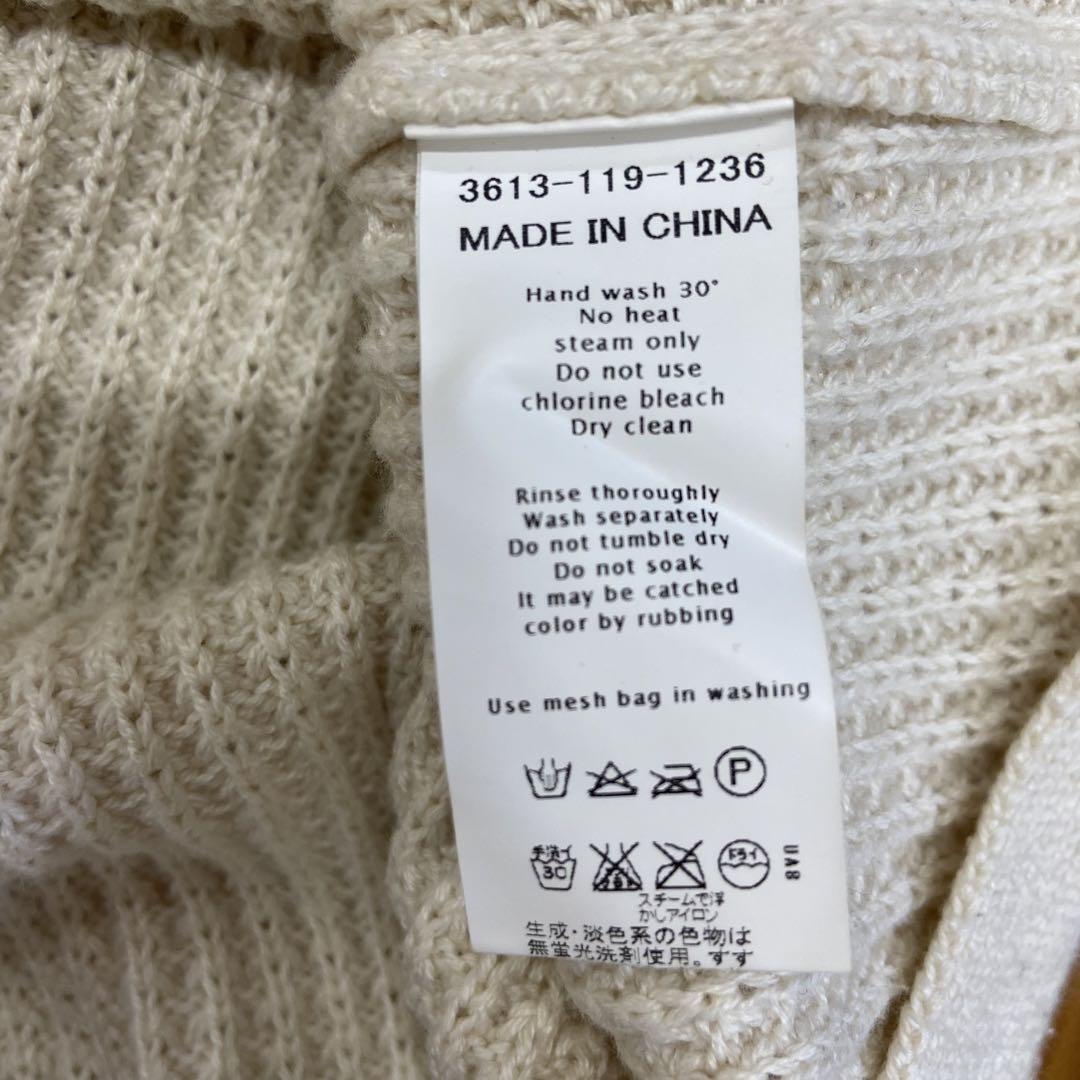 3613-119-1236
MADE IN CHINA
Hand wash 30°
No heat
steam only
Do not use
chlorine bleach
Dry clean
Rinse thoroughly
Wash separately
Do not tumble dry
Do not soak
It may be catched
color by rubbing
Use mesh bag in washing
P
手洗イ 30 ドライ UA8
スチームで浮
かしアイロン
生成・淡色系の色物は
無蛍光洗剤使用。すす